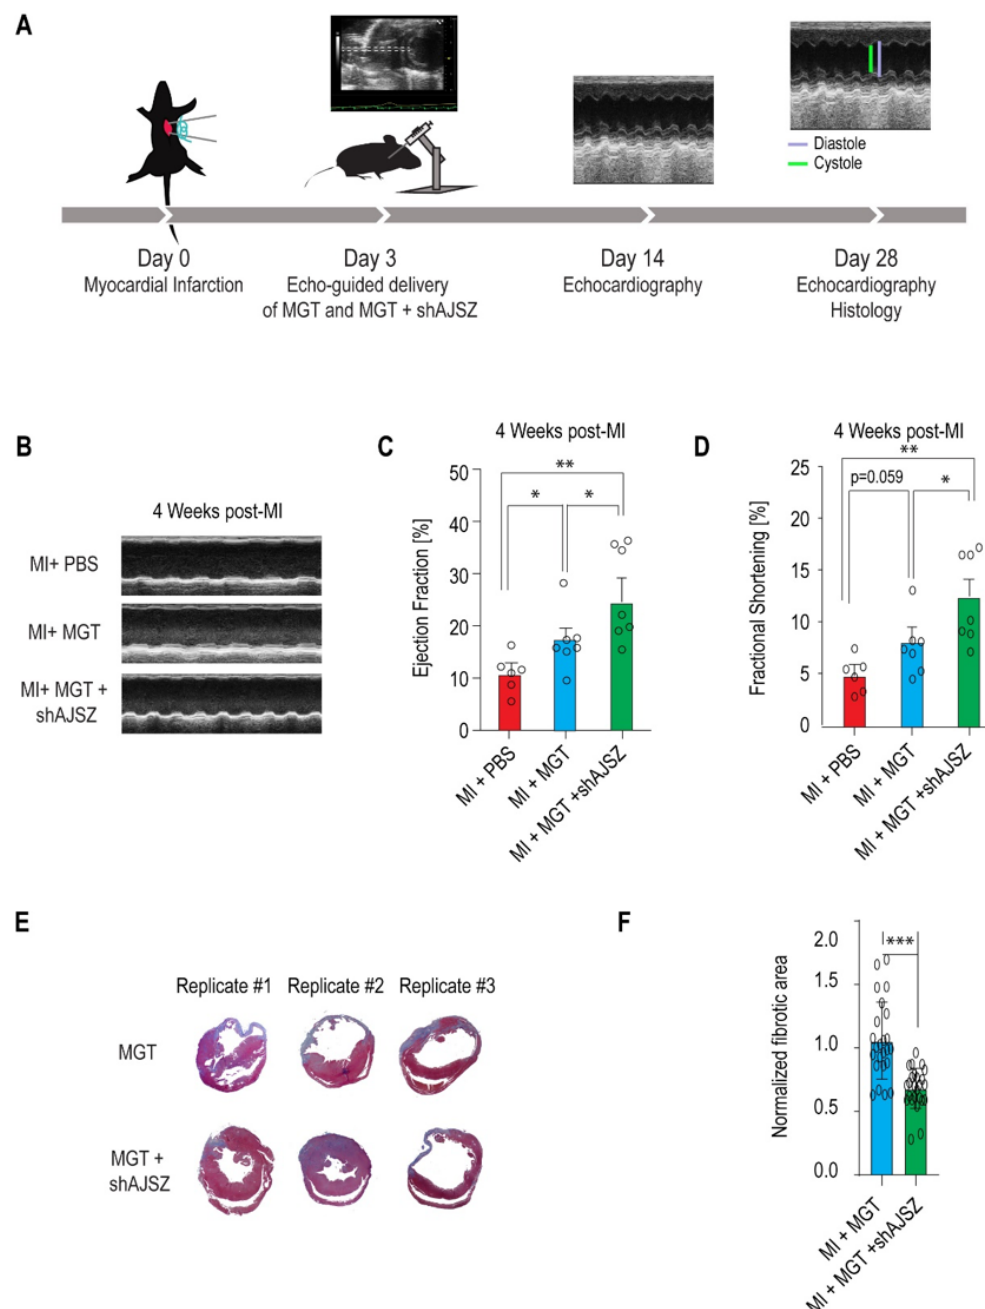 A
Diastole
Cystole
Day 0
Myocardial Infarction
Day 3
Echo-guided delivery
of MGT and MGT + shAJSZ
Day 14
Echocardiography
Day 28
Echocardiography
Histology
B
4 Weeks post-MI
MI+ PBS
MI+ MGT
MI+ MGT +
shAJSZ
C
4 Weeks post-MI
Ejection Fraction [%]
50
40
30
20
10
0
**
*
*
MI + PBS
MI + MGT
MI + MGT +shAJSZ
D
4 Weeks post-MI
Fractional Shortening [%]
25
20
15
10
5
0
**
p=0.059
*
MI + PBS
MI + MGT
MI + MGT +shAJSZ
E
Replicate #1 Replicate #2 Replicate #3
MGT
MGT +
shAJSZ
F
Normalized fibrotic area
2.0
1.5
1.0
0.5
0.0
***
MI + MGT
MI + MGT +shAJSZ